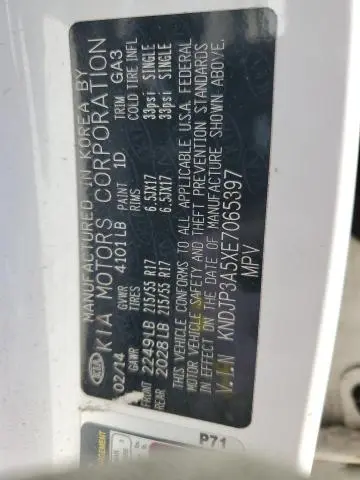 MANUFACTURED IN KOREA BY
KIA KIA MOTORS CORPORATION
02/14 GVWR 4101LB PAINT 1D TRIM GA3
GAWR TIRES RIMS COLD TIRE INFL
FRONT 2249LB 215/55 R17 6.5JX17 33psi SINGLE
REAR 2028LB 215/55 R17 6.5JX17 33psi SINGLE
THIS VEHICLE CONFORMS TO ALL APPLICABLE U.S.A. FEDERAL
MOTOR VEHICLE SAFETY AND THEFT PREVENTION STANDARDS
IN EFFECT ON THE DATE OF MANUFACTURE SHOWN ABOVE.
V.I.N KNDJP3A5XE7065397
MPV
P71